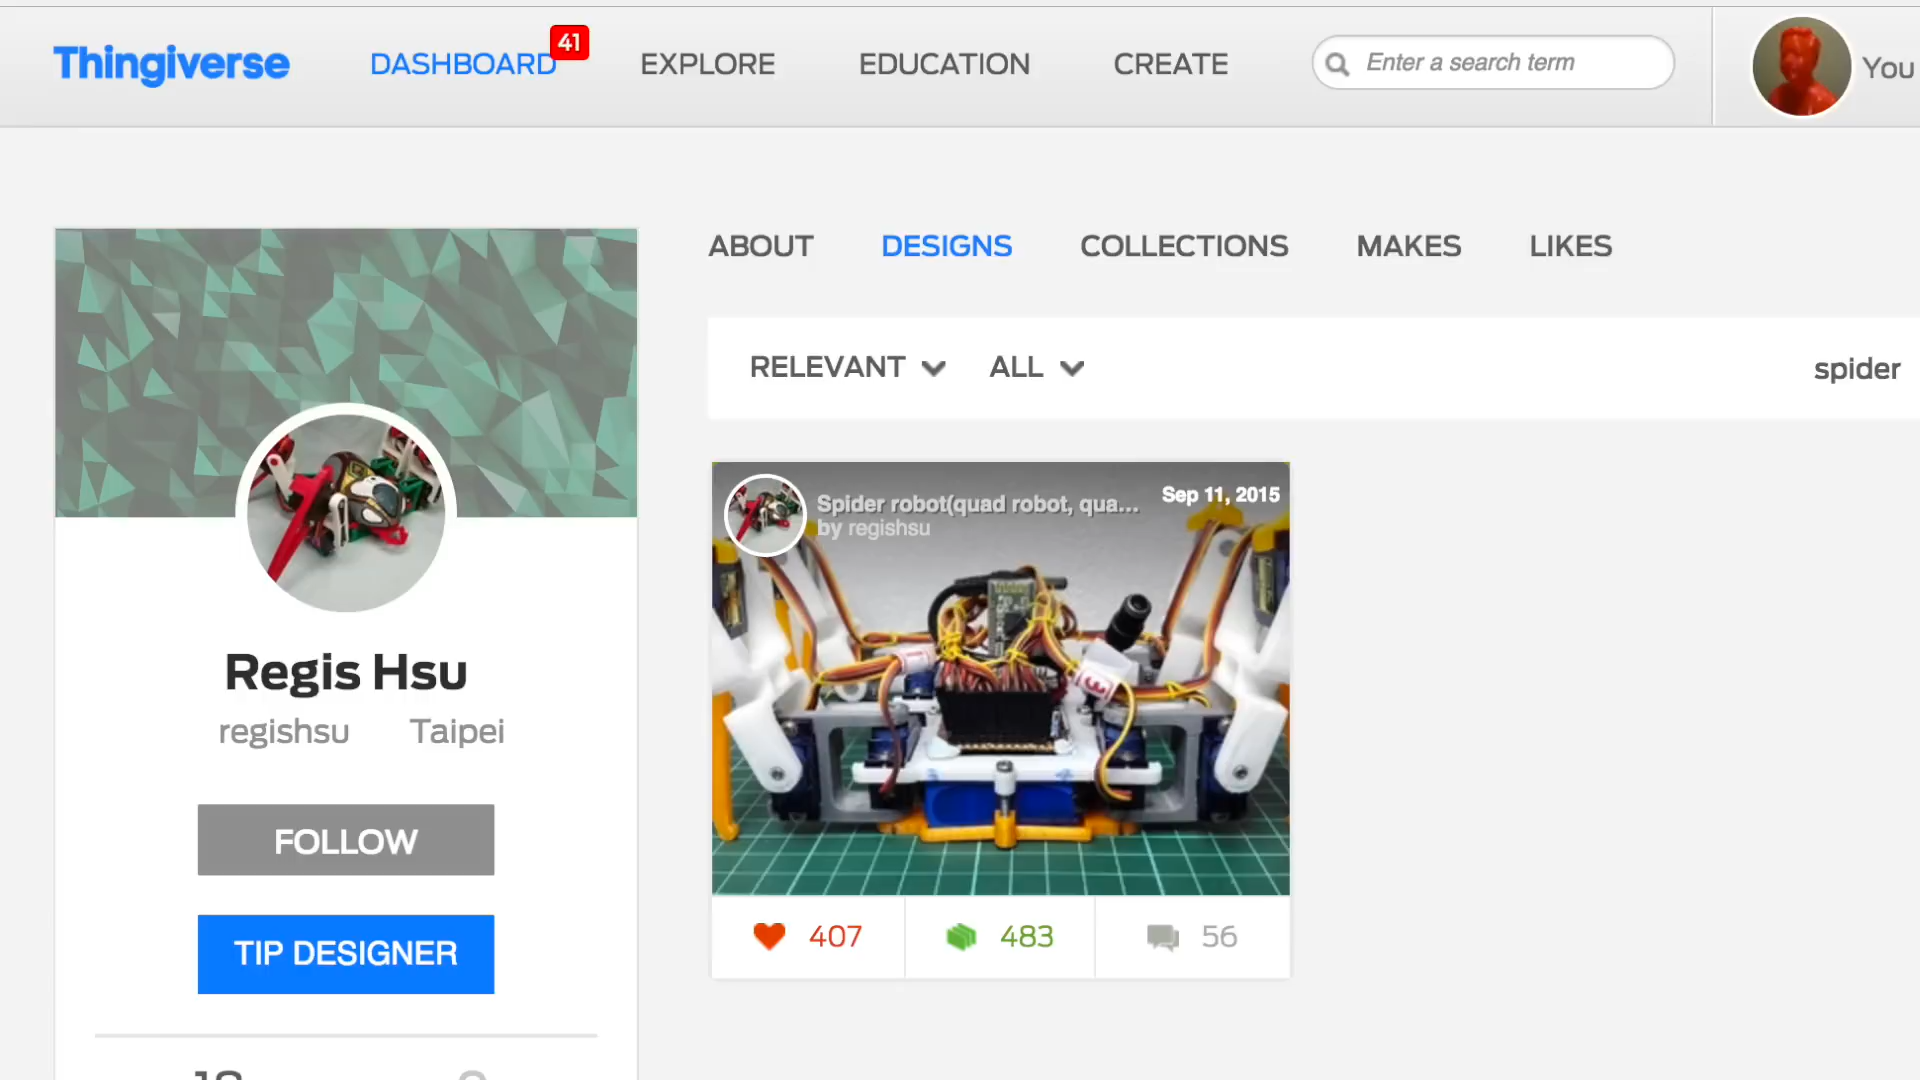 Thingiverse
DASHBOARD 41
EXPLORE
EDUCATION
CREATE
Enter a search term
You
ABOUT
DESIGNS
COLLECTIONS
MAKES
LIKES
RELEVANT
ALL
spider
Spider robot(quad robot, qua...
by regishsu
Sep 11, 2015
407
483
56
Regis Hsu
regishsu Taipei
FOLLOW
TIP DESIGNER